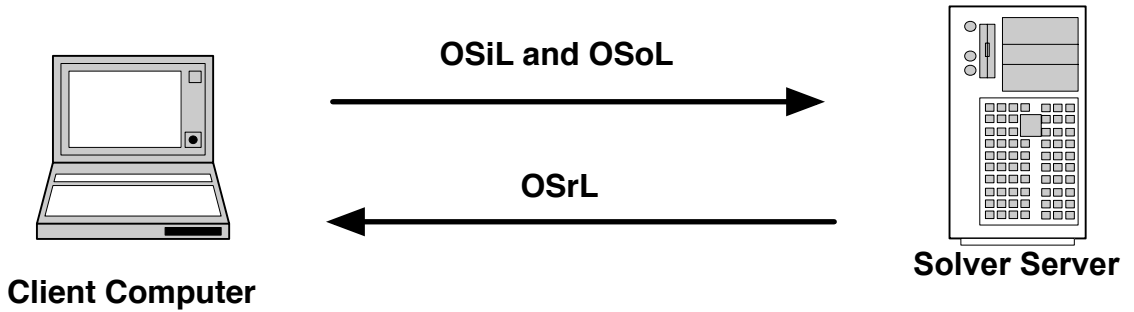 OSiL and OSoL
OSrL
Client Computer
Solver Server